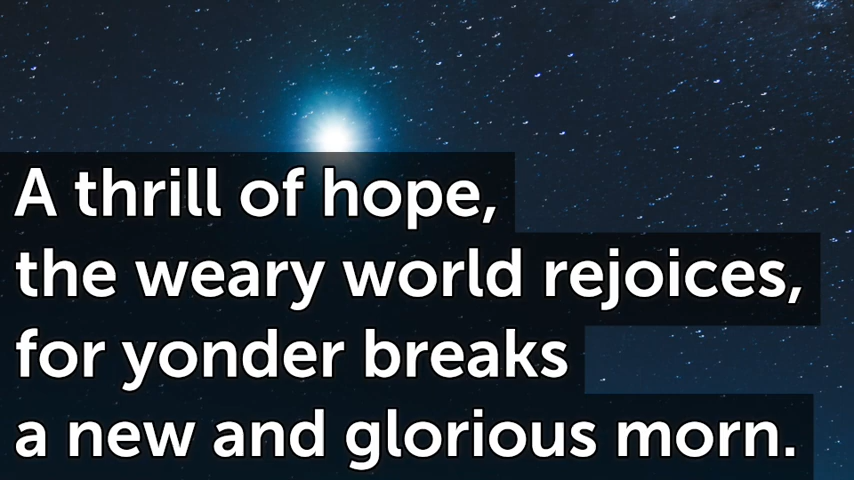 A thrill of hope,
the weary world rejoices,
for yonder breaks
a new and glorious morn.